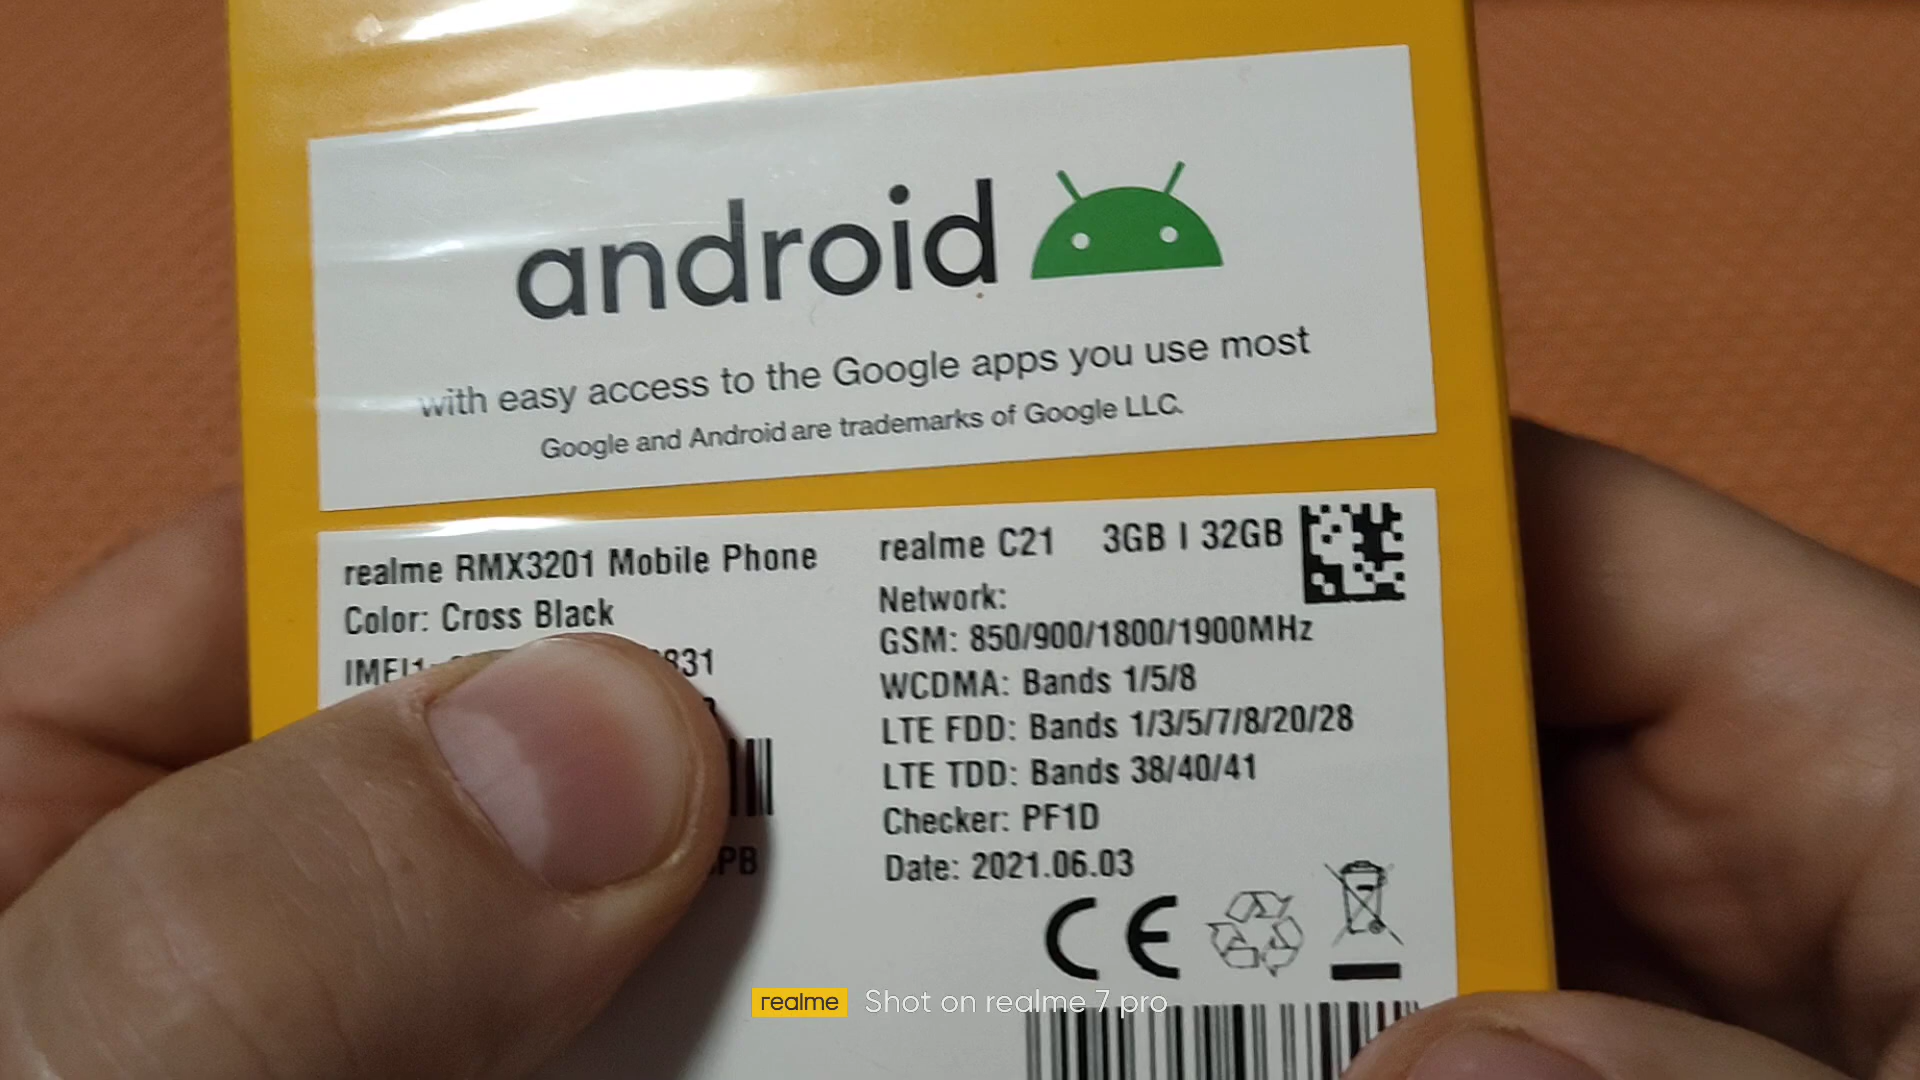 android
with easy access to the Google apps you use most
Google and Android are trademarks of Google LLC.
realme RMX3201 Mobile Phone
Color: Cross Black
831
PB
realme C21 3GB | 32GB
Network:
GSM: 850/900/1800/1900MHz
WCDMA: Bands 1/5/8
LTE FDD: Bands 1/3/5/7/8/20/28
LTE TDD: Bands 38/40/41
Checker: PF1D
Date: 2021.06.03
CE
realme Shot on realme 7 pro